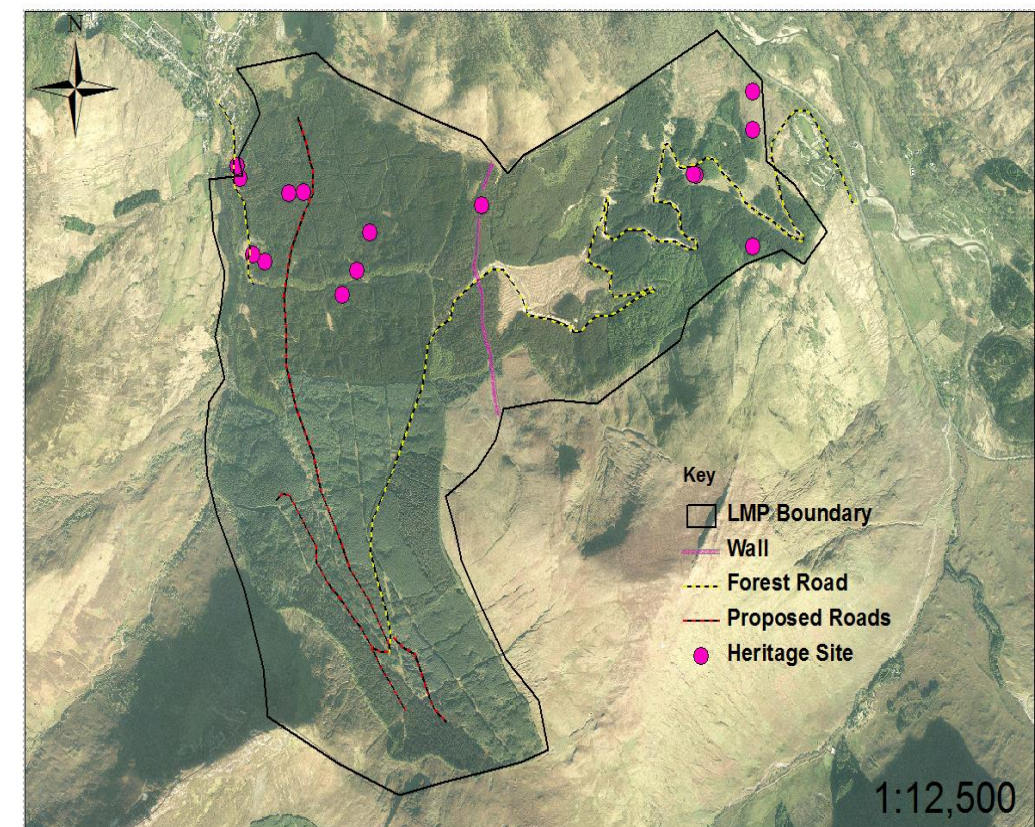 N
Key
LMP Boundary
Wall
Forest Road
Proposed Roads
Heritage Site
1:12,500